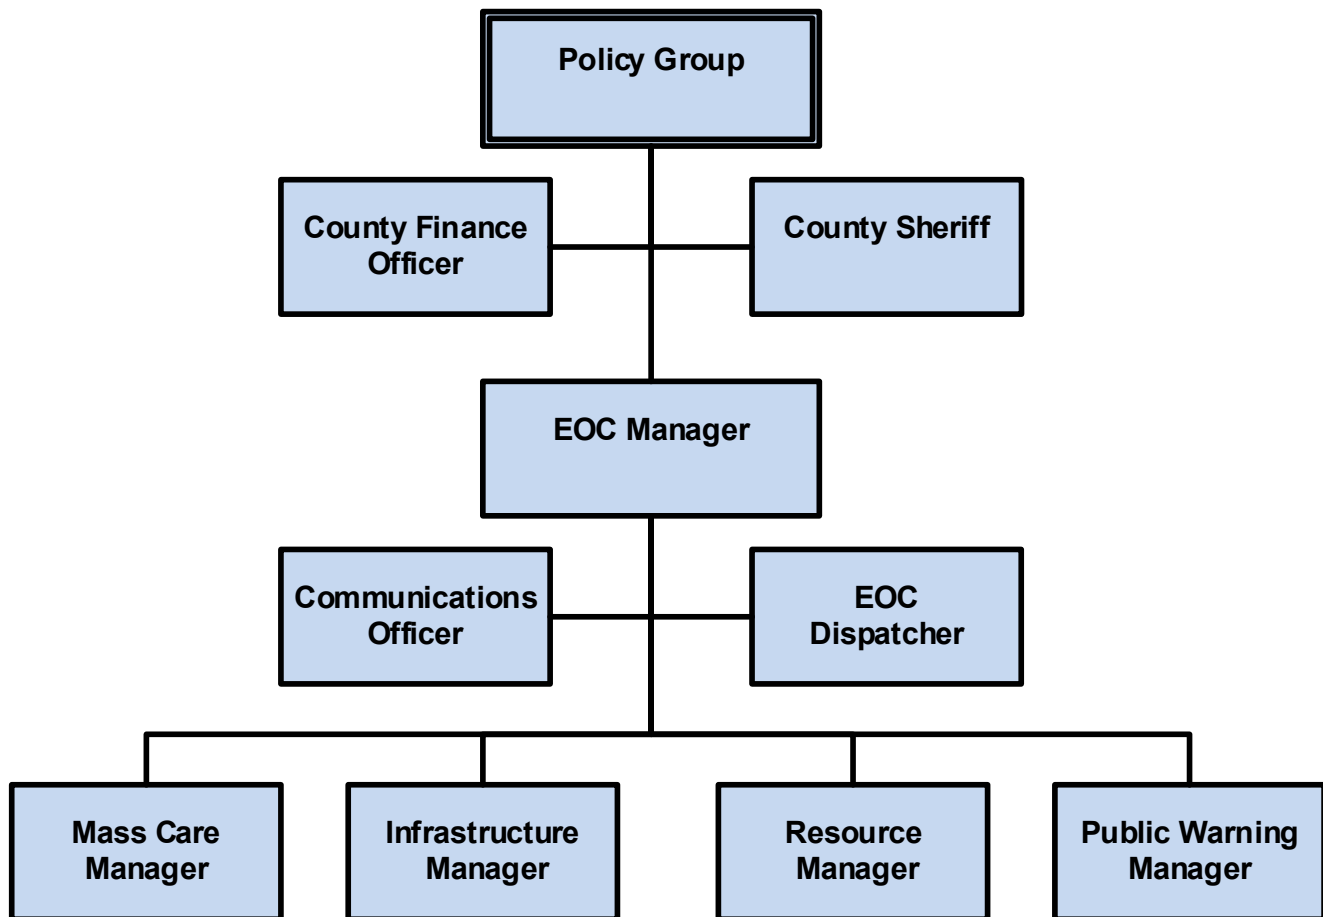 Policy Group
County Finance
Officer
County Sheriff
EOC Manager
Communications
Officer
EOC
Dispatcher
Mass Care
Manager
Infrastructure
Manager
Resource
Manager
Public Warning
Manager